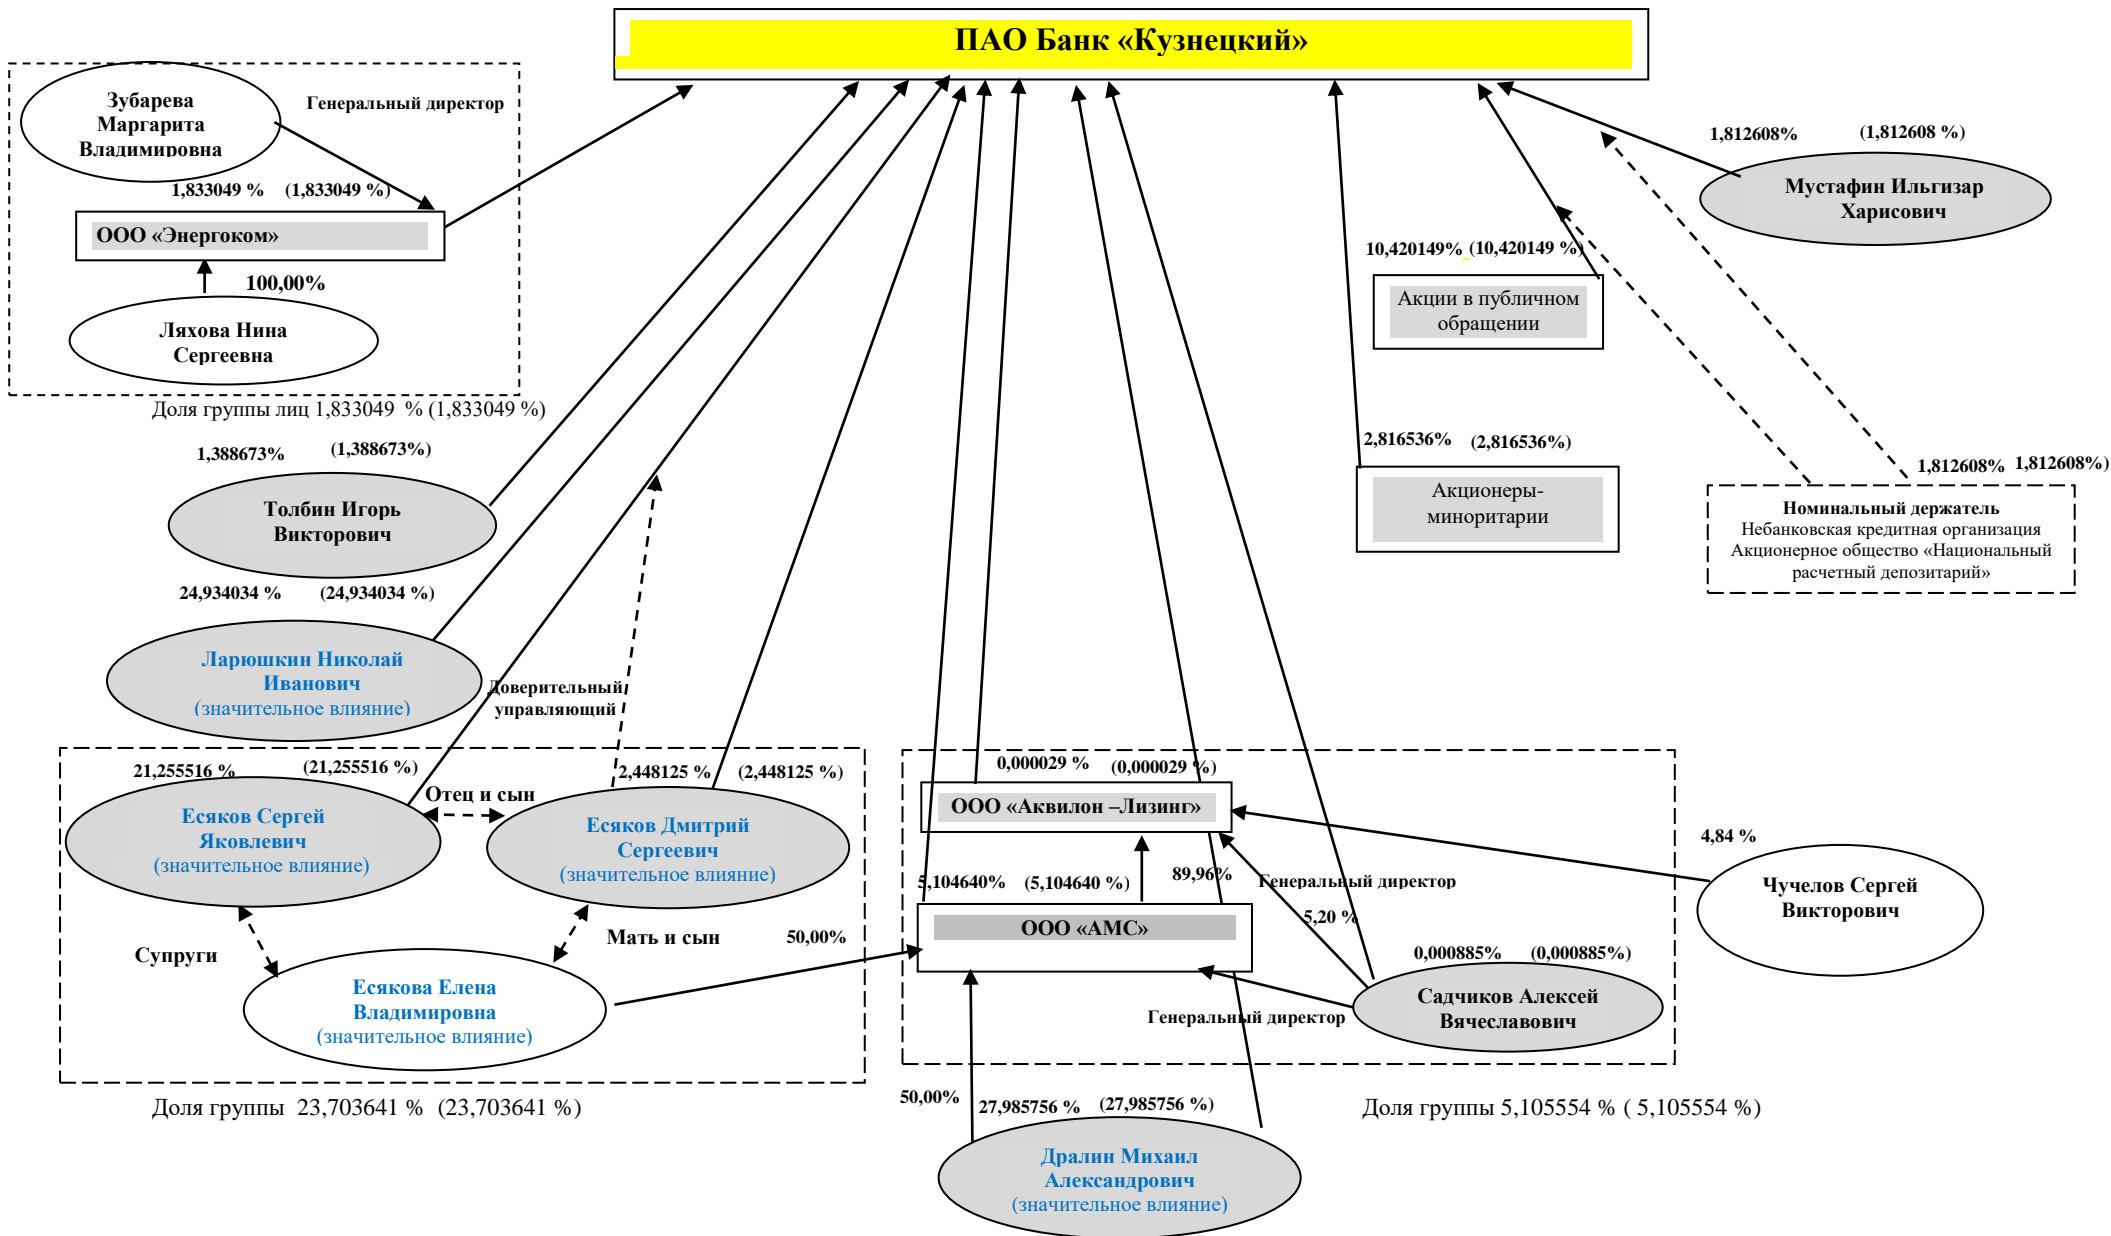 ПАО Банк «Кузнецкий»
Зубарева
Маргарита
Владимировна
Генеральный директор
1,833049 % (1,833049 %)
ООО «Энергоком»
100,00%
Ляхова Нина
Сергеевна
Доля группы лиц 1,833049 % (1,833049 %)
1,812608% (1,812608 %)
Мустафин Ильгизар
Харисович
10,420149% (10,420149 %)
Акции в публичном
обращении
1,388673% (1,388673%)
Толбин Игорь
Викторович
2,816536% (2,816536%)
Акционеры-
миноритарии
1,812608% 1,812608%)
Номинальный держатель
Небанковская кредитная организация
Акционерное общество «Национальный
расчетный депозитарий»
24,934034 % (24,934034 %)
Ларюшкин Николай
Иванович
(значительное влияние)
Доверительный
управляющий
21,255516 % (21,255516 %)
Есяков Сергей
Яковлевич
(значительное влияние)
Отец и сын
2,448125 % (2,448125 %)
Есяков Дмитрий
Сергеевич
(значительное влияние)
Супруги
Мать и сын
50,00%
Есякова Елена
Владимировна
(значительное влияние)
Доля группы 23,703641 % (23,703641 %)
0,000029 % (0,000029 %)
ООО «Аквилон –Лизинг»
5,104640% (5,104640 %)
89,96%
Генеральный директор
5,20 %
ООО «АМС»
4,84 %
Чучелов Сергей
Викторович
0,000885% (0,000885%)
Садчиков Алексей
Вячеславович
Генеральный директор
Доля группы 5,105554 % ( 5,105554 %)
50,00%
27,985756 % (27,985756 %)
Дралин Михаил
Александрович
(значительное влияние)